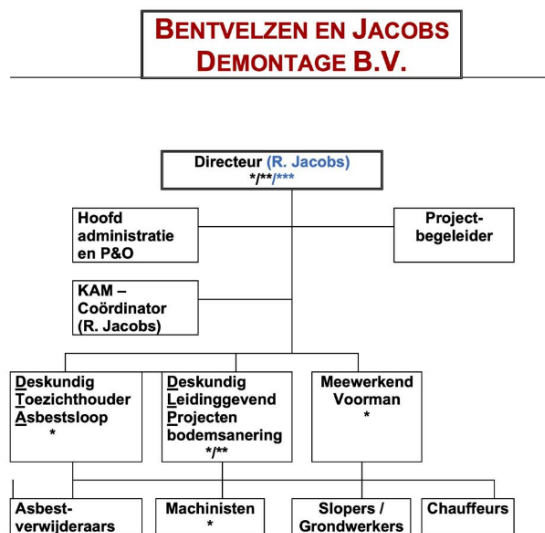 BENTVELZEN EN JACOBS
DEMONTAGE B.V.
Directeur (R. Jacobs)
*/**/***
Hoofd
administratie
en P&O
Project-
begeleider
KAM –
Coördinator
(R. Jacobs)
Deskundig
Toezichthouder
Asbestsloop
*
Deskundig
Leidinggevend
Projecten
bodemsanering
*/**
Meewerkend
Voorman
*
Asbest-
verwijderaars
Machinisten
*
Slopers /
Grondwerkers
Chauffeurs